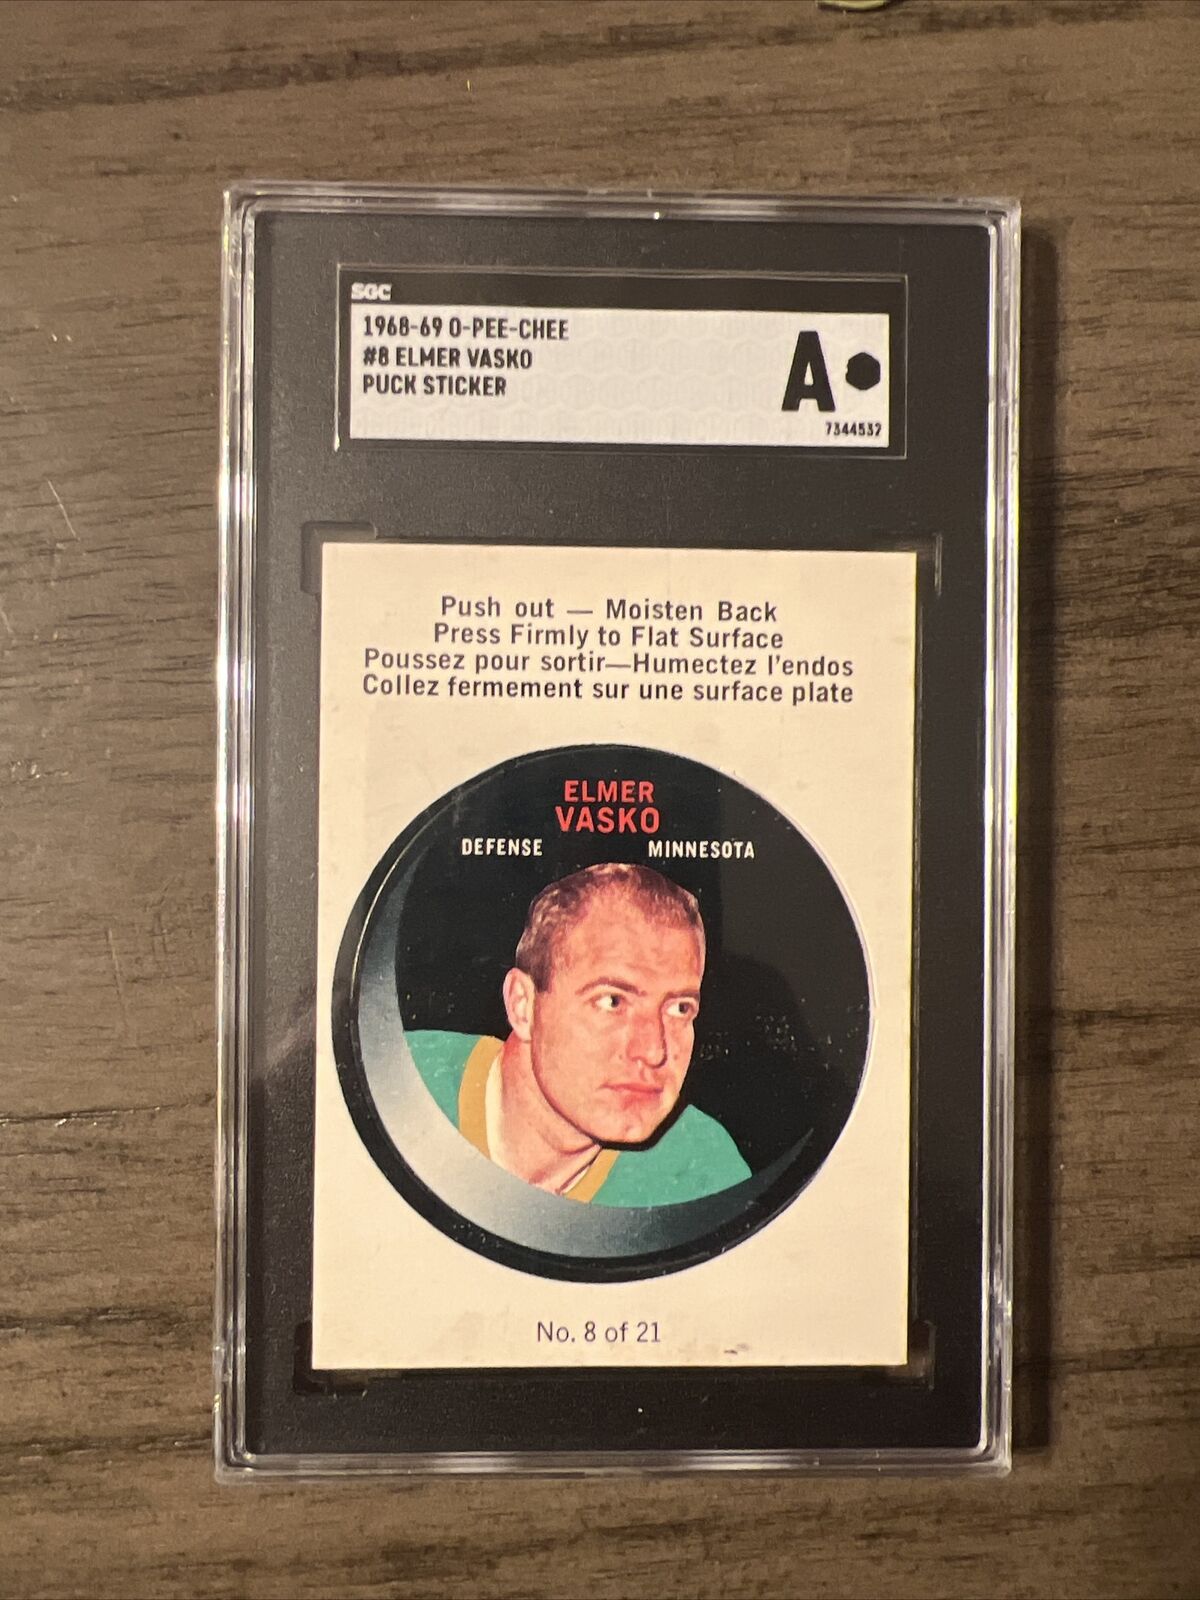 SGC
1968-69 O-PEE-CHEE
#8 ELMER VASKO
PUCK STICKER
A
7344532
Push out — Moisten Back
Press Firmly to Flat Surface
Poussez pour sortir—Humectez l'endos
Collez fermement sur une surface plate
ELMER
VASKO
DEFENSE MINNESOTA
No. 8 of 21